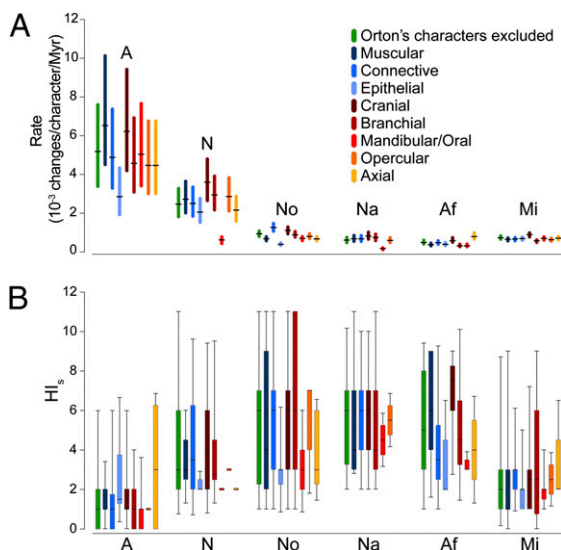 A
Rate
(10-3 changes/character/Myr)
12
10
8
6
4
2
0
A
N
No
Na
Af
Mi
Orton's characters excluded
Muscular
Connective
Epithelial
Cranial
Branchial
Mandibular/Oral
Opercular
Axial
B
HIs
12
10
8
6
4
2
0
A
N
No
Na
Af
Mi